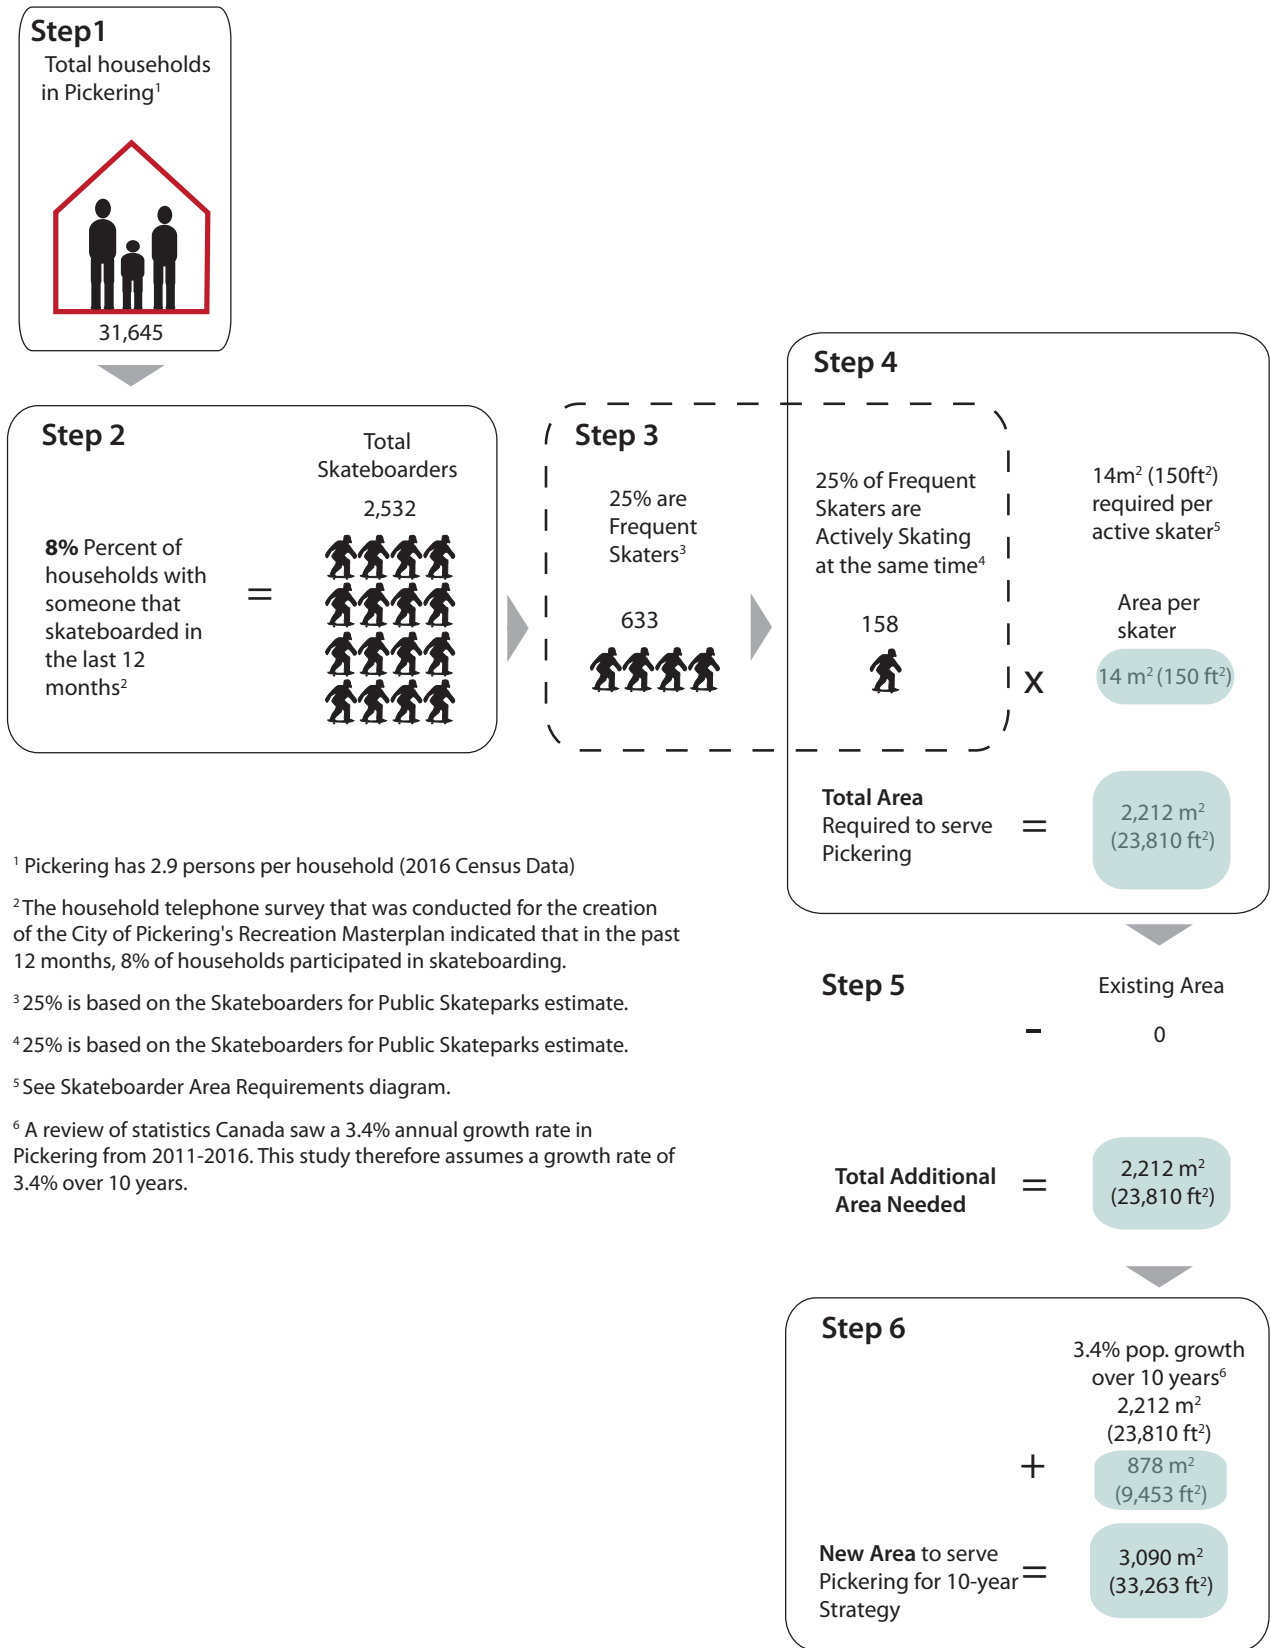 Step1
Total households
in Pickering¹
31,645
Step 2
8% Percent of
households with
someone that
skateboarded in
the last 12
months²
=
Total
Skateboarders
2,532
Step 3
25% are
Frequent
Skaters³
633
Step 4
25% of Frequent
Skaters are
Actively Skating
at the same time⁴
158
x
14m² (150ft²)
required per
active skater⁵
Area per
skater
14 m² (150 ft²)
Total Area
Required to serve
Pickering
=
2,212 m²
(23,810 ft²)
Step 5
Existing Area
-
0
Total Additional
Area Needed
=
2,212 m²
(23,810 ft²)
Step 6
3.4% pop. growth
over 10 years⁶
2,212 m²
(23,810 ft²)
+
878 m²
(9,453 ft²)
New Area to serve
Pickering for 10-year
Strategy
=
3,090 m²
(33,263 ft²)
¹ Pickering has 2.9 persons per household (2016 Census Data)
² The household telephone survey that was conducted for the creation
of the City of Pickering's Recreation Masterplan indicated that in the past
12 months, 8% of households participated in skateboarding.
³ 25% is based on the Skateboarders for Public Skateparks estimate.
⁴ 25% is based on the Skateboarders for Public Skateparks estimate.
⁵ See Skateboarder Area Requirements diagram.
⁶ A review of statistics Canada saw a 3.4% annual growth rate in
Pickering from 2011-2016. This study therefore assumes a growth rate of
3.4% over 10 years.